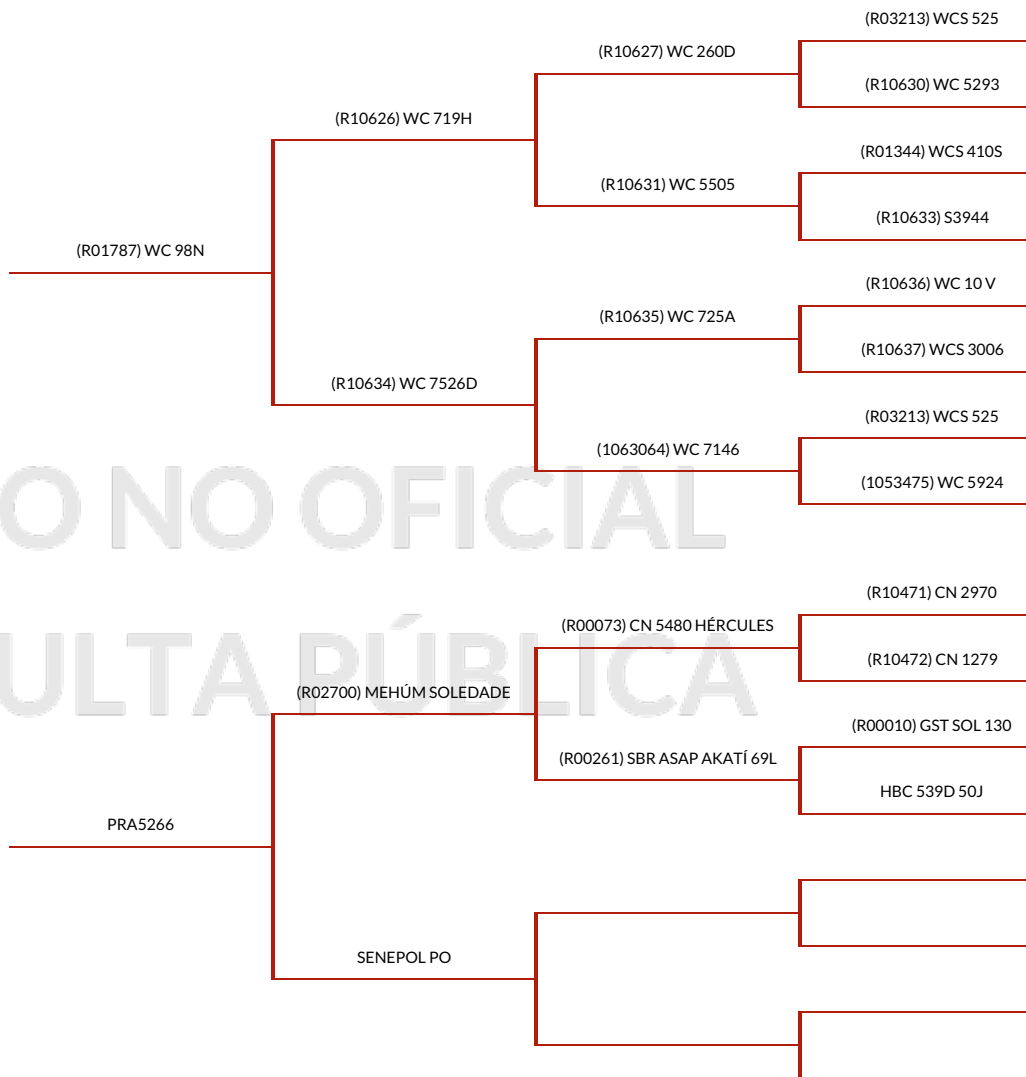 (R03213) WCS 525
(R10627) WC 260D
(R10630) WC 5293
(R10626) WC 719H
(R01344) WCS 410S
(R10631) WC 5505
(R10633) S3944
(R01787) WC 98N
(R10636) WC 10 V
(R10635) WC 725A
(R10637) WCS 3006
(R10634) WC 7526D
(R03213) WCS 525
(1063064) WC 7146
(1053475) WC 5924
O NO OFICIAL
(R10471) CN 2970
(R00073) CN 5480 HÉRCULES
(R10472) CN 1279
ULTA PÚBLICA
(R02700) MEHÚM SOLEDADE
(R00010) GST SOL 130
(R00261) SBR ASAP AKATÍ 69L
HBC 539D 50J
PRA5266
SENEPOL PO